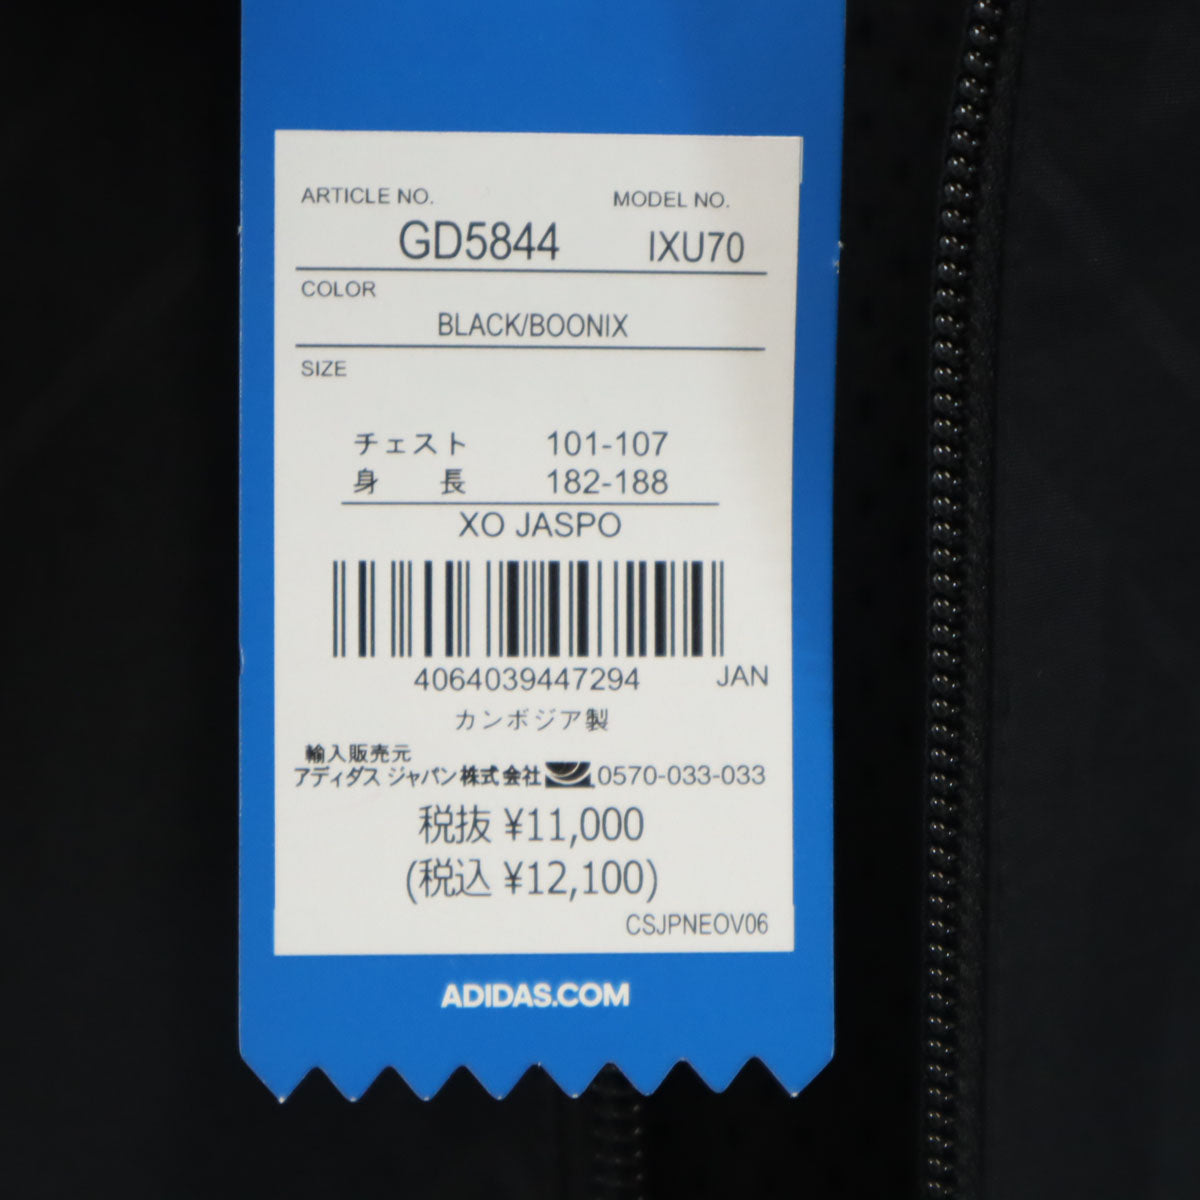 ARTICLE NO. MODEL NO.
GD5844 IXU70
COLOR
BLACK/BOONIX
SIZE
チェスト 101-107
身 長 182-188
XO JASPO
4064039447294 JAN
カンボジア製
輸入販売元
アディダス ジャパン株式会社 0570-033-033
税抜 ¥11,000
(税込 ¥12,100)
CSJPNEOV06
ADIDAS.COM